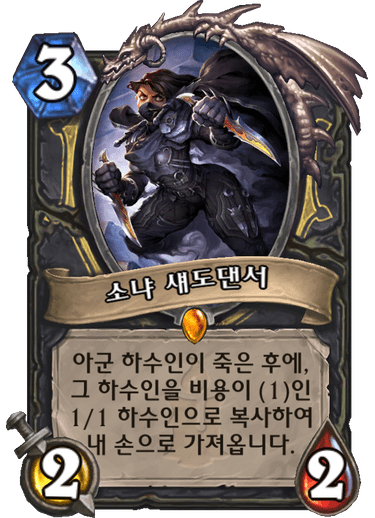 3
소냐 섀도댄서
아군 하수인이 죽은 후에,
그 하수인을 비용이 (1)인
1/1 하수인으로 복사하여
내 손으로 가져옵니다.
2
2